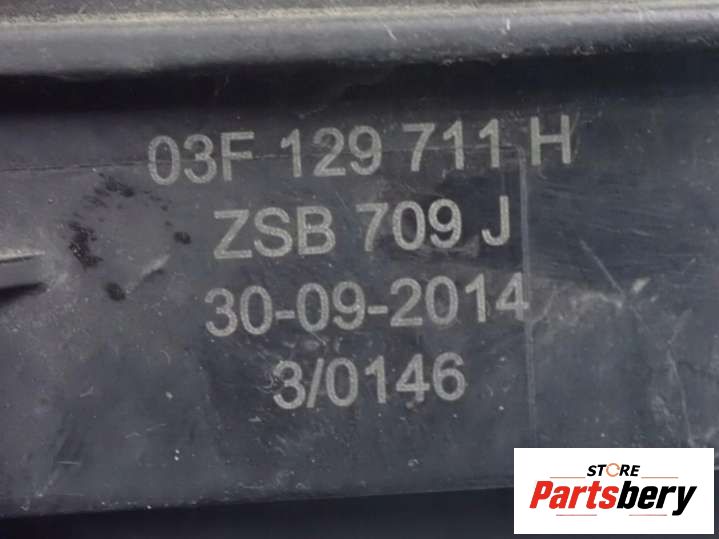 03F 129 711 H
ZSB 709 J
30-09-2014
3/0146
STORE
Partsbery